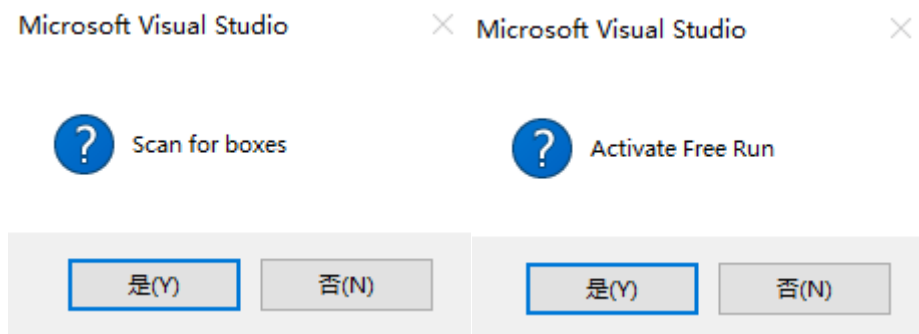 Microsoft Visual Studio
Scan for boxes
是(Y)
否(N)
Microsoft Visual Studio
Activate Free Run
是(Y)
否(N)